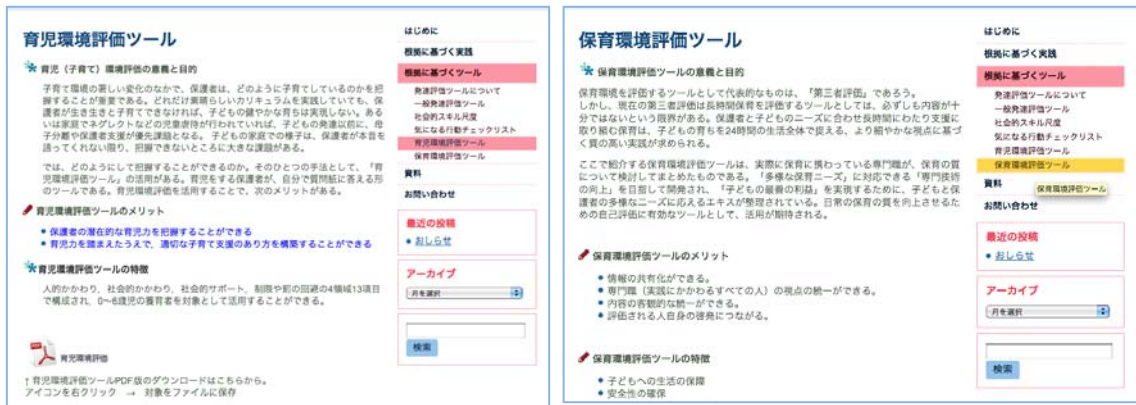 育児環境評価ツール
育児（子育て）環境評価の意義と目的
子育て環境の著しい変化のなかで、保護者は、どのように子育てしているのかを把
握することが重要である。どれだけ素晴らしいカリキュラムを実践していても、保
護者が生き生きと子育てできなければ、子どもの健やかな育ちは実現しない。ある
いは家庭でネグレクトなどの児童虐待が行われていれば、子どもの発達以前に、母
子分離や保護者支援が優先課題となる。 子どもの家庭での様子は、保護者が本音を
語ってくれない限り、把握できないところに大きな課題がある。
では、どのようにして把握することができるのか。そのひとつの手法として、「育
児環境評価ツール」の活用がある。育児をする保護者が、自分で質問紙に答える形
のツールである。育児環境評価を活用することで、次のメリットがある。
育児環境評価ツールのメリット
保護者の潜在的な育児力を把握することができる
育児力を踏まえたうえで、適切な子育て支援のあり方を構築することができる
育児環境評価ツールの特徴
人的かかわり、社会的かかわり、社会的サポート、制限や罰の回避の4領域13項目
で構成され、0〜6歳児の養育者を対象として活用することができる。
育児環境評価
↑育児環境評価ツールPDF版のダウンロードはこちらから。
アイコンを右クリック → 対象をファイルに保存
はじめに
根拠に基づく実践
根拠に基づくツール
発達評価ツールについて
一般発達評価ツール
社会的スキル尺度
気になる行動チェックリスト
育児環境評価ツール
保育環境評価ツール
資料
お問い合わせ
最近の投稿
おしらせ
アーカイブ
月を選択
検索
保育環境評価ツール
保育環境評価ツールの意義と目的
保育環境を評価するツールとして代表的なものは、「第三者評価」であろう。
しかし、現在の第三者評価は長時間保育を評価するツールとしては、必ずしも内容が十
分ではないという限界がある。保護者と子どものニーズに合わせ長時間にわたり支援に
取り組む保育は、子どもの育ちを24時間の生活全体で捉える、より細やかな視点に基づ
く質の高い実践が求められる。
ここで紹介する保育環境評価ツールは、実際に保育に携わっている専門職が、保育の質
について検討してまとめたものである。「多様な保育ニーズ」に対応できる「専門技術
の向上」を目指して開発され、「子どもの最善の利益」を実現するために、子どもと保
護者の多様なニーズに応えるエキスが整理されている。日常の保育の質を向上させるた
めの自己評価に有効なツールとして、活用が期待される。
保育環境評価ツールのメリット
情報の共有化ができる。
専門職（実践にかかわるすべての人）の視点の統一ができる。
内容の客観的な統一ができる。
評価される人自身の啓発につながる。
保育環境評価ツールの特徴
子どもへの生活の保障
安全性の確保
はじめに
根拠に基づく実践
根拠に基づくツール
発達評価ツールについて
一般発達評価ツール
社会的スキル尺度
気になる行動チェックリスト
育児環境評価ツール
保育環境評価ツール
資料
保育環境評価ツール
お問い合わせ
最近の投稿
おしらせ
アーカイブ
月を選択
検索